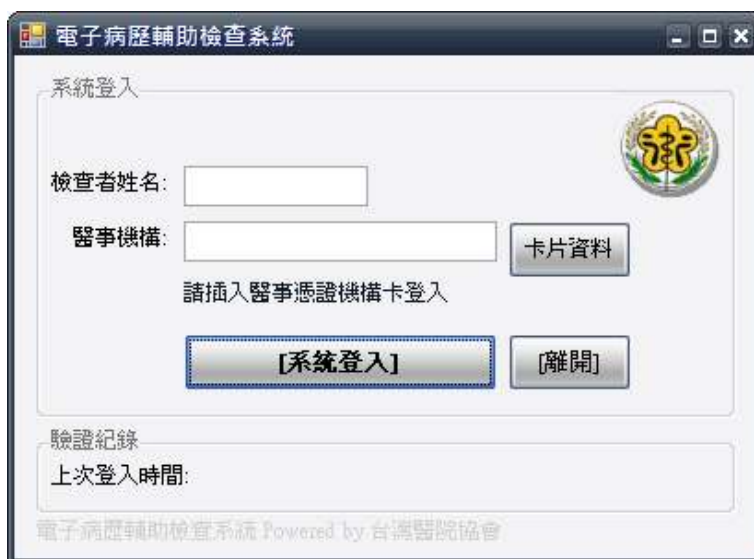 電子病歷輔助檢查系統
系統登入
檢查者姓名:
醫事機構:
卡片資料
請插入醫事憑證機構卡登入
[系統登入]
[離開]
驗證紀錄
上次登入時間:
電子病歷輔助檢查系統 Powered by 台灣醫院協會